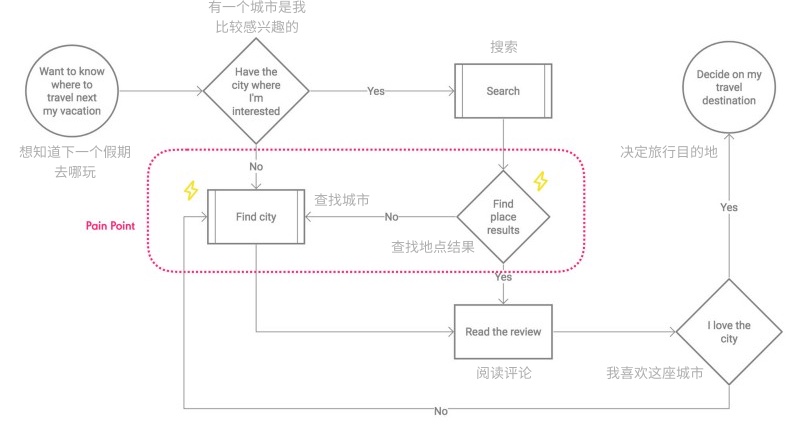 有一个城市是我
比较感兴趣的
Want to know
where to
travel next
my vacation
想知道下一个假期
去哪玩
Have the
city where
I'm
interested
Yes
搜索
Search
Decide on my
travel
destination
决定旅行目的地
No
Pain Point
Find city
查找城市
No
Find
place
results
查找地点结果
Yes
Yes
Read the review
阅读评论
I love the
city
我喜欢这座城市
No